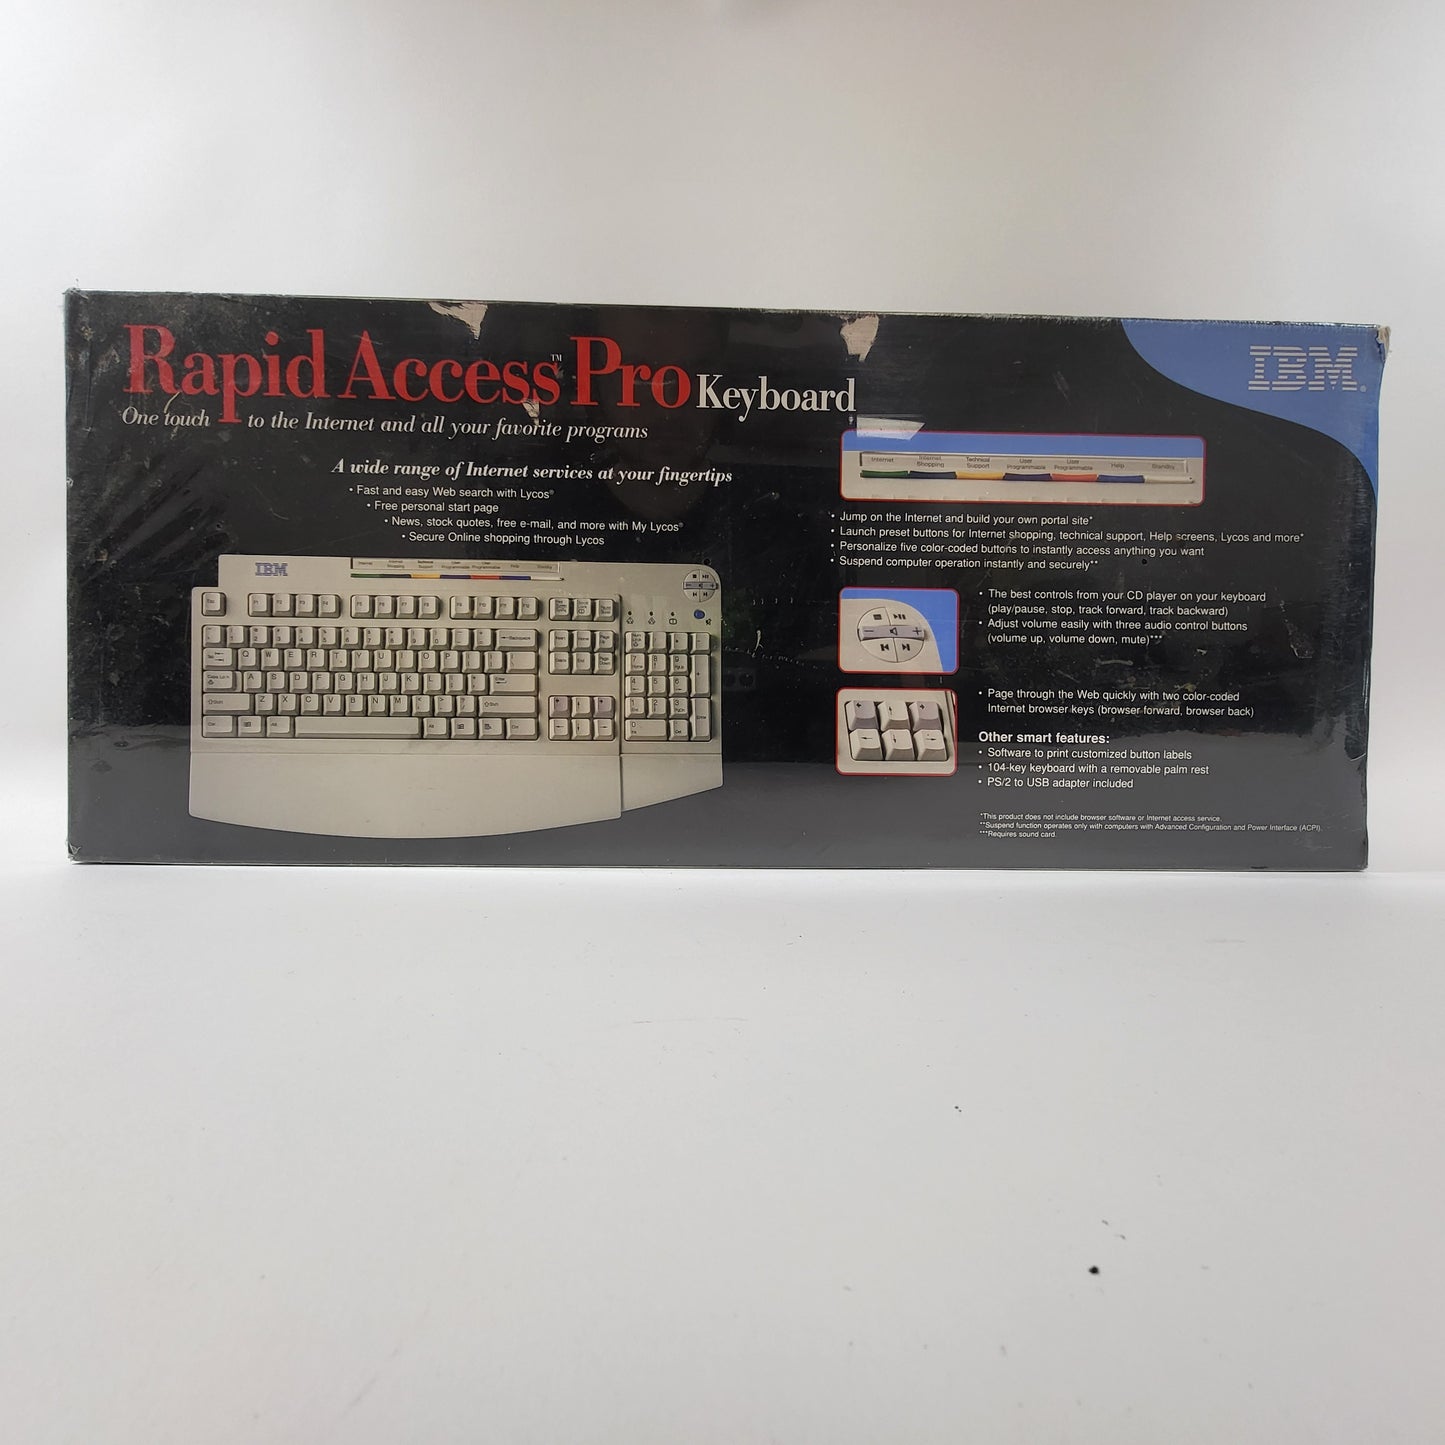 Rapid Access™ Pro Keyboard
One touch to the Internet and all your favorite programs
IBM®
A wide range of Internet services at your fingertips
• Fast and easy Web search with Lycos®
• Free personal start page
• News, stock quotes, free e-mail, and more with My Lycos®
• Secure Online shopping through Lycos
IBM
Internet
Internet Shopping
Technical Support
User Programmable
User Programmable
Help
Standby
• Jump on the Internet and build your own portal site*
• Launch preset buttons for Internet shopping, technical support, Help screens, Lycos and more*
• Personalize five color-coded buttons to instantly access anything you want
• Suspend computer operation instantly and securely**
• The best controls from your CD player on your keyboard
(play/pause, stop, track forward, track backward)
• Adjust volume easily with three audio control buttons
(volume up, volume down, mute)***
• Page through the Web quickly with two color-coded
Internet browser keys (browser forward, browser back)
Other smart features:
• Software to print customized button labels
• 104-key keyboard with a removable palm rest
• PS/2 to USB adapter included
*This product does not include browser software or Internet access service.
**Suspend function operates only with computers with Advanced Configuration and Power Interface (ACPI).
***Requires sound card.